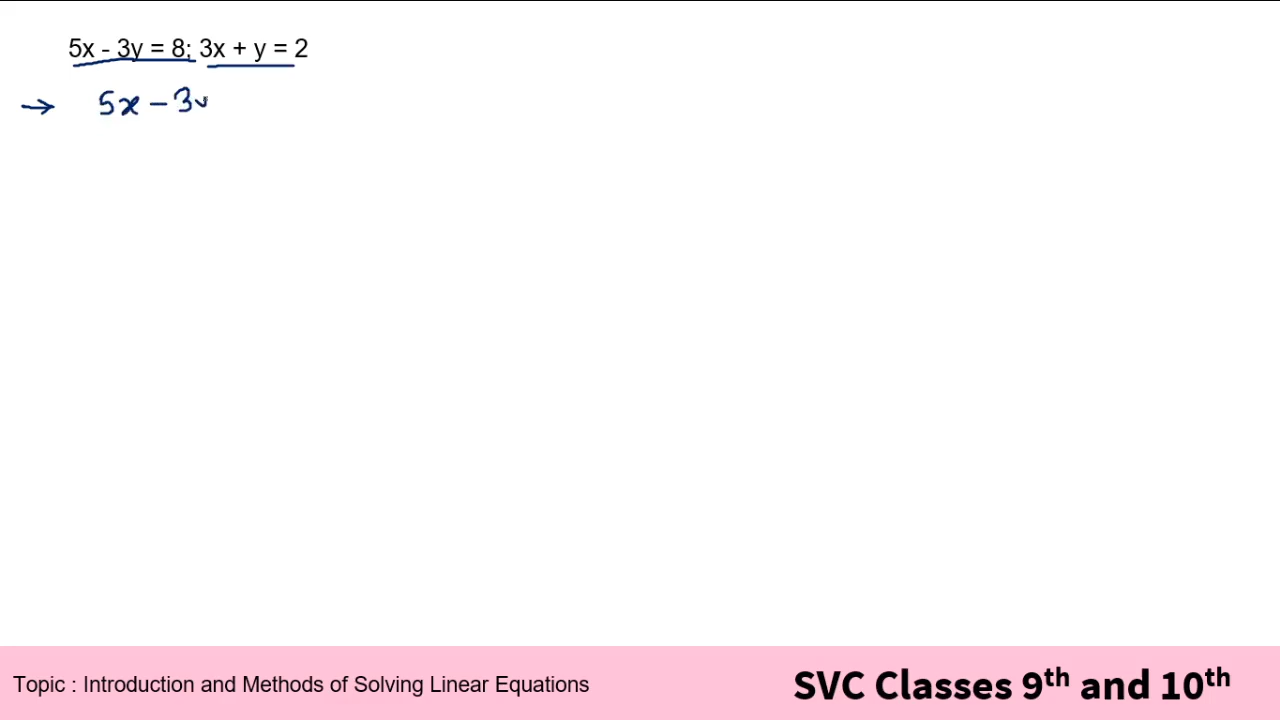 5x - 3y = 8; 3x + y = 2
→ 5x – 3y
Topic : Introduction and Methods of Solving Linear Equations
SVC Classes 9th and 10th